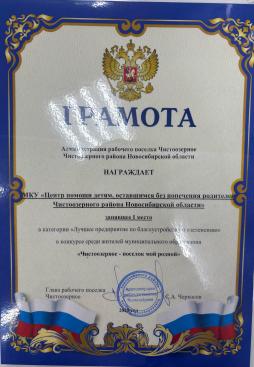 ГРАМОТА
Администрация рабочего поселка Чистоозерное
Чистоозерного района Новосибирской области
НАГРАЖДАЕТ
МКУ «Центр помощи детям, оставшимся без попечения родителей
Чистоозерного района Новосибирской области»
занявшее I место
в категории «Лучшее предприятие по благоустройству и озеленению»
в конкурсе среди жителей муниципального образования
«Чистоозерное - поселок мой родной»
Глава рабочего поселка
Чистоозерное
С.А. Черкасов